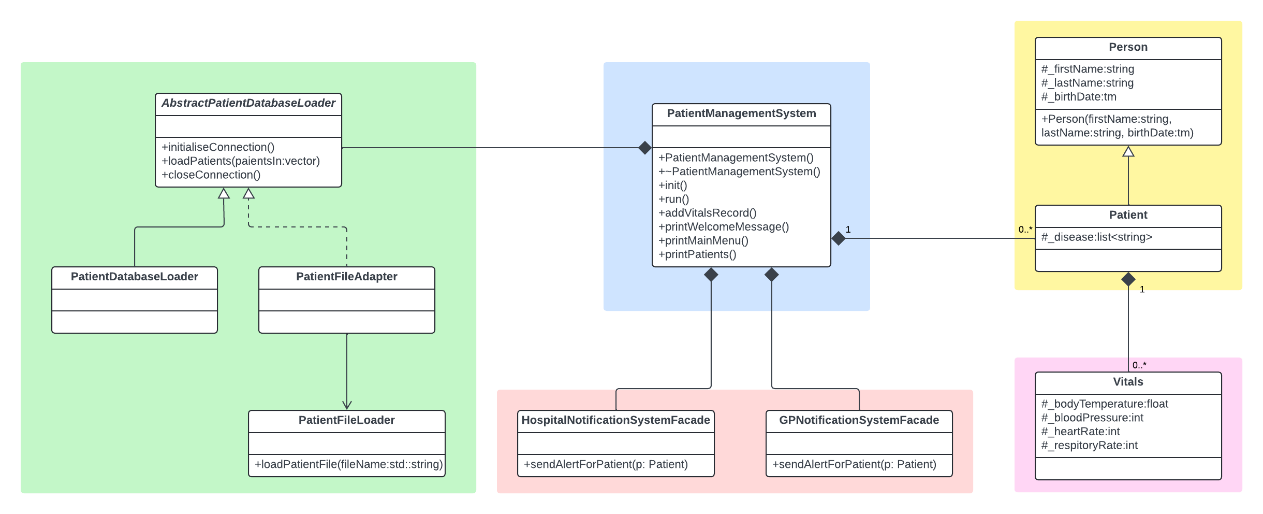 AbstractPatientDatabaseLoader
+initialiseConnection()
+loadPatients(paientsIn:vector)
+closeConnection()
PatientDatabaseLoader
PatientFileAdapter
PatientFileLoader
+loadPatientFile(fileName:std::string)
PatientManagementSystem
+PatientManagementSystem()
+~PatientManagementSystem()
+init()
+run()
+addVitalsRecord()
+printWelcomeMessage()
+printMainMenu()
+printPatients()
1
0..*
HospitalNotificationSystemFacade
+sendAlertForPatient(p: Patient)
GPNotificationSystemFacade
+sendAlertForPatient(p: Patient)
Person
#_firstName:string
#_lastName:string
#_birthDate:tm
+Person(firstName:string,
lastName:string, birthDate:tm)
Patient
#_disease:list<string>
1
0..*
Vitals
#_bodyTemperature:float
#_bloodPressure:int
#_heartRate:int
#_respitoryRate:int